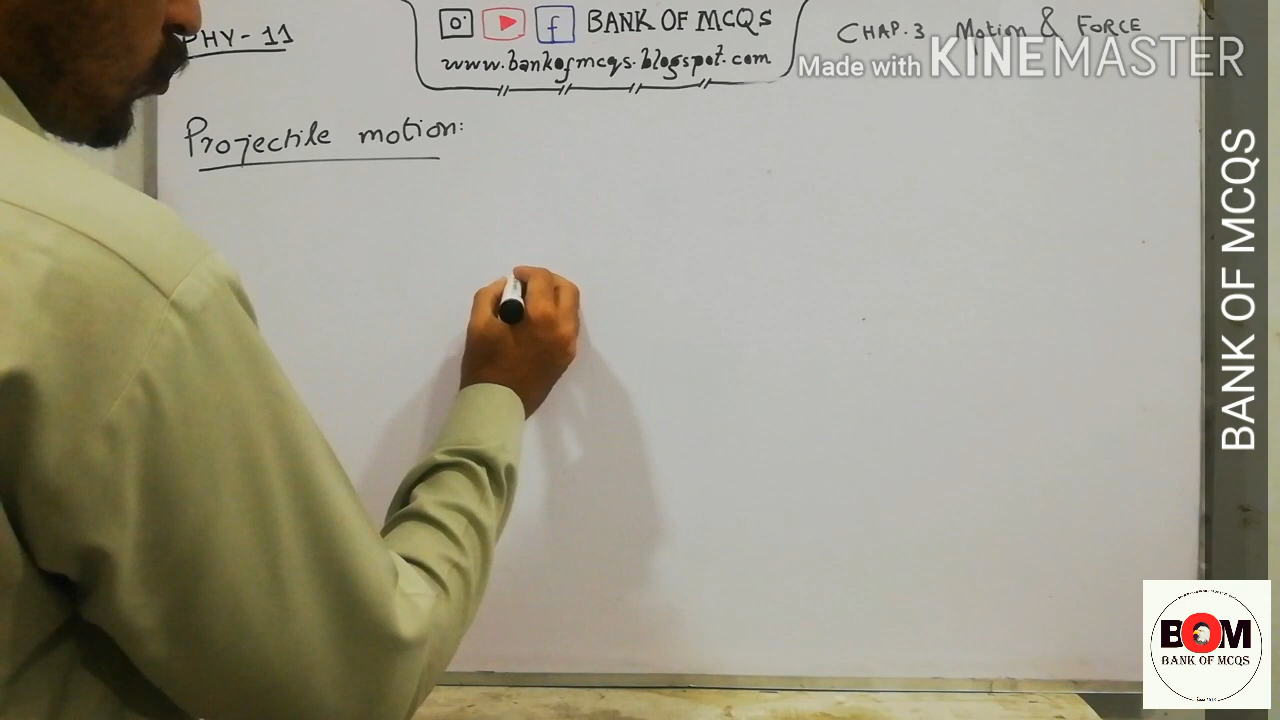 PHY - 11
BANK OF MCQS
www.bankofmcqs.blogspot.com
CHAP. 3 Motion & FORCE
Made with KINEMASTER
Projectile motion:
BANK OF MCQS
BOM
BANK OF MCQS